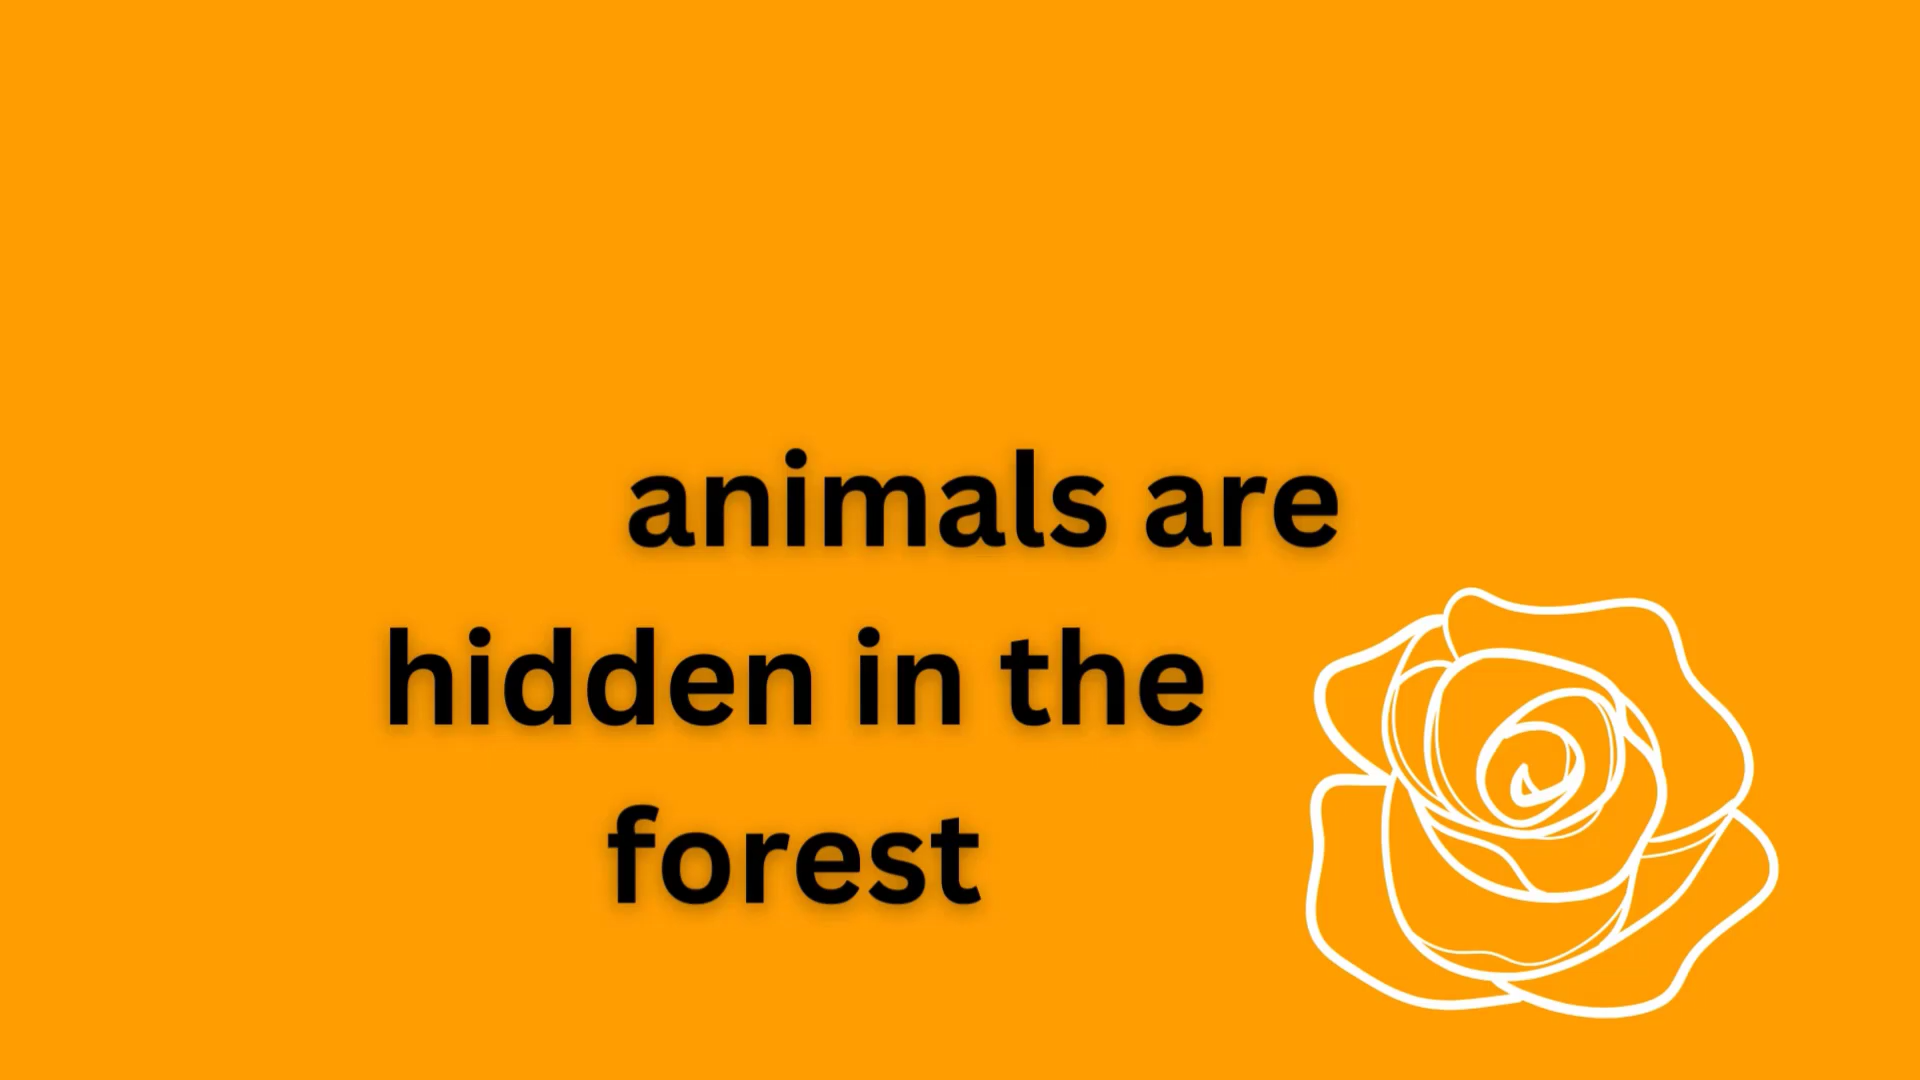 animals are
hidden in the
forest